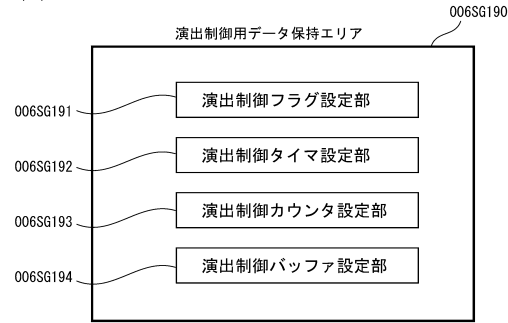 006SG190
演出制御用データ保持エリア
006SG191
演出制御フラグ設定部
006SG192
演出制御タイマ設定部
006SG193
演出制御カウンタ設定部
006SG194
演出制御バッファ設定部